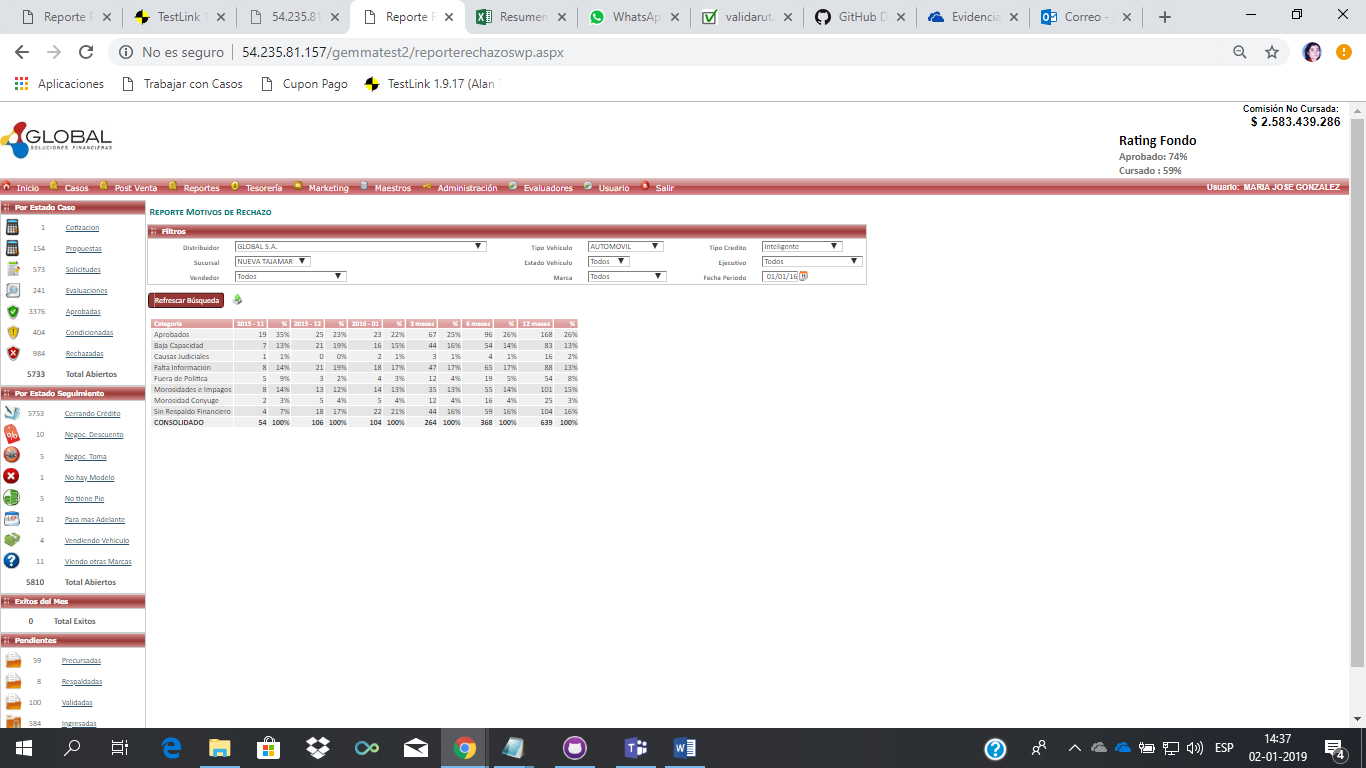 Reporte R
TestLink 1
54.235.81
Reporte R
Resumen
WhatsAp
validarut.
GitHub D
Evidencia
Correo -
No es seguro 54.235.81.157/gemmatest2/reporterechazoswp.aspx
Aplicaciones Trabajar con Casos Cupon Pago TestLink 1.9.17 (Alan
Comisión No Cursada:
$ 2.583.439.286
GLOBAL
SOLUCIONES FINANCIERAS
Rating Fondo
Aprobado: 74%
Cursado : 59%
Inicio Casos Post Venta Reportes Tesorería Marketing Maestros Administración Evaluadores Usuario Salir Usuario: MARIA JOSE GONZALEZ
Por Estado Caso
1 Cotizacion
154 Propuestas
573 Solicitudes
241 Evaluaciones
3376 Aprobadas
404 Condicionadas
984 Rechazadas
5733 Total Abiertos
Por Estado Seguimiento
5753 Cerrando Crédito
10 Negoc. Descuento
5 Negoc. Toma
1 No hay Modelo
5 No tiene Pie
21 Para mas Adelante
4 Vendiendo Vehiculo
11 Viendo otras Marcas
5810 Total Abiertos
Exitos del Mes
0 Total Exitos
Pendientes
59 Precursadas
8 Respaldadas
100 Validadas
584 Ingresadas
REPORTE MOTIVOS DE RECHAZO
Filtros
Distribuidor GLOBAL S.A. Tipo Vehiculo AUTOMOVIL Tipo Credito Inteligente
Sucursal NUEVA TAJAMAR Estado Vehiculo Todos Ejecutivo Todos
Vendedor Todos Marca Todos Fecha Periodo 01/01/16
Refrescar Búsqueda
Categoria 2015 - 11 % 2015 - 12 % 2016 - 01 % 3 meses % 6 meses % 12 meses %
Aprobados 19 35% 25 23% 23 22% 67 25% 96 26% 168 26%
Baja Capacidad 7 13% 21 19% 16 15% 44 16% 54 14% 83 13%
Causas Judiciales 1 1% 0 0% 2 1% 3 1% 4 1% 16 2%
Falta Informacion 8 14% 21 19% 18 17% 47 17% 65 17% 88 13%
Fuera de Politica 5 9% 3 2% 4 3% 12 4% 19 5% 54 8%
Morosidades e Impagos 8 14% 13 12% 14 13% 35 13% 55 14% 101 15%
Morosidad Conyuge 2 3% 5 4% 5 4% 12 4% 16 4% 25 3%
Sin Respaldo Financiero 4 7% 18 17% 22 21% 44 16% 59 16% 104 16%
CONSOLIDADO 54 100% 106 100% 104 100% 264 100% 368 100% 639 100%
ESP
14:37
02-01-2019
4